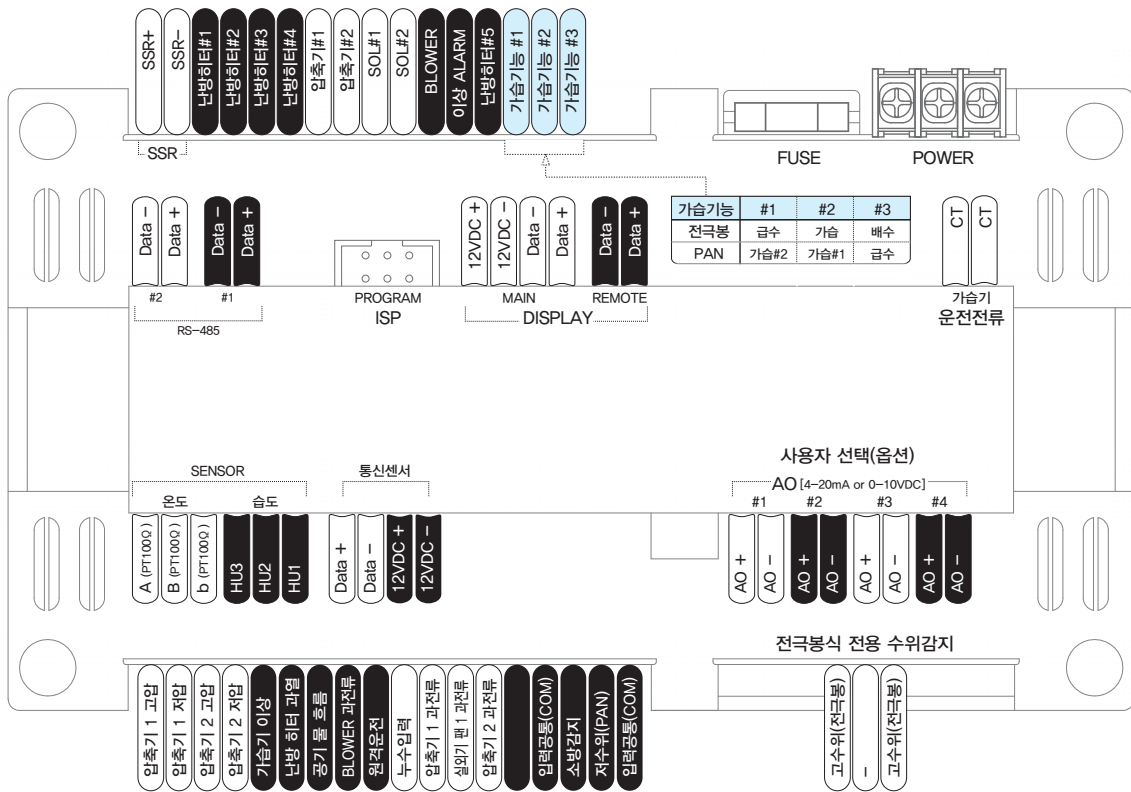 SSR+
SSR−
난방히터#1
난방히터#2
난방히터#3
난방히터#4
압축기#1
압축기#2
SOL#1
SOL#2
BLOWER
이상 ALARM
난방히터#5
가습기능 #1
가습기능 #2
가습기능 #3
SSR
FUSE
POWER
가습기능 #1 #2 #3
전극봉 급수 가습 배수
PAN 가습#2 가습#1 급수
Data −
Data +
Data −
Data +
#2
#1
RS−485
PROGRAM
ISP
12VDC +
12VDC −
Data −
Data +
Data −
Data +
MAIN
REMOTE
DISPLAY
CT
CT
가습기
운전전류
SENSOR
온도
습도
A (PT100Ω)
B (PT100Ω)
b (PT100Ω)
HU3
HU2
HU1
통신센서
Data +
Data −
12VDC +
12VDC −
사용자 선택(옵션)
AO [4−20mA or 0−10VDC]
#1
#2
#3
#4
AO +
AO −
AO +
AO −
AO +
AO −
AO +
AO −
압축기 1 고압
압축기 1 저압
압축기 2 고압
압축기 2 저압
가습기 이상
난방 히터 과열
공기 물 흐름
BLOWER 과전류
원격운전
누수입력
압축기 1 과전류
실외기 팬 1 과전류
압축기 2 과전류
입력공통(COM)
소방감지
저수위(PAN)
입력공통(COM)
전극봉식 전용 수위감지
고수위(전극봉)
−
고수위(전극봉)